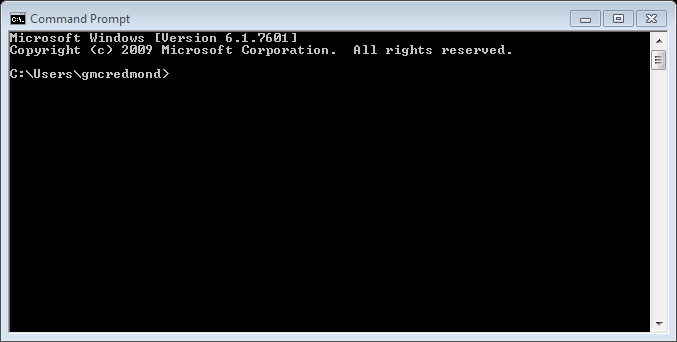 Command Prompt
Microsoft Windows [Version 6.1.7601]
Copyright (c) 2009 Microsoft Corporation.  All rights reserved.
C:\Users\gmcredmond>